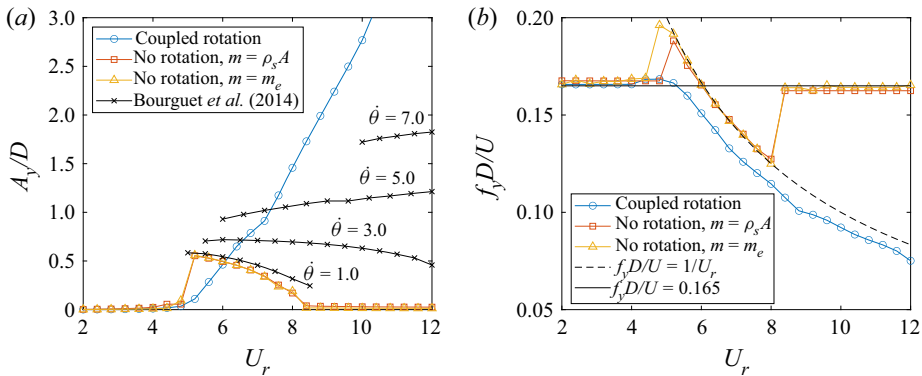 (a)
3.0
2.5
2.0
1.5
1.0
0.5
0
A_y/D
Coupled rotation
No rotation, m = ρ_sA
No rotation, m = m_e
Bourguet et al. (2014)
θ̇ = 7.0
θ̇ = 5.0
θ̇ = 3.0
θ̇ = 1.0
2 4 6 8 10 12
U_r
(b)
0.20
0.15
0.10
0.05
f_yD/U
Coupled rotation
No rotation, m = ρ_sA
No rotation, m = m_e
f_yD/U = 1/U_r
f_yD/U = 0.165
2 4 6 8 10 12
U_r